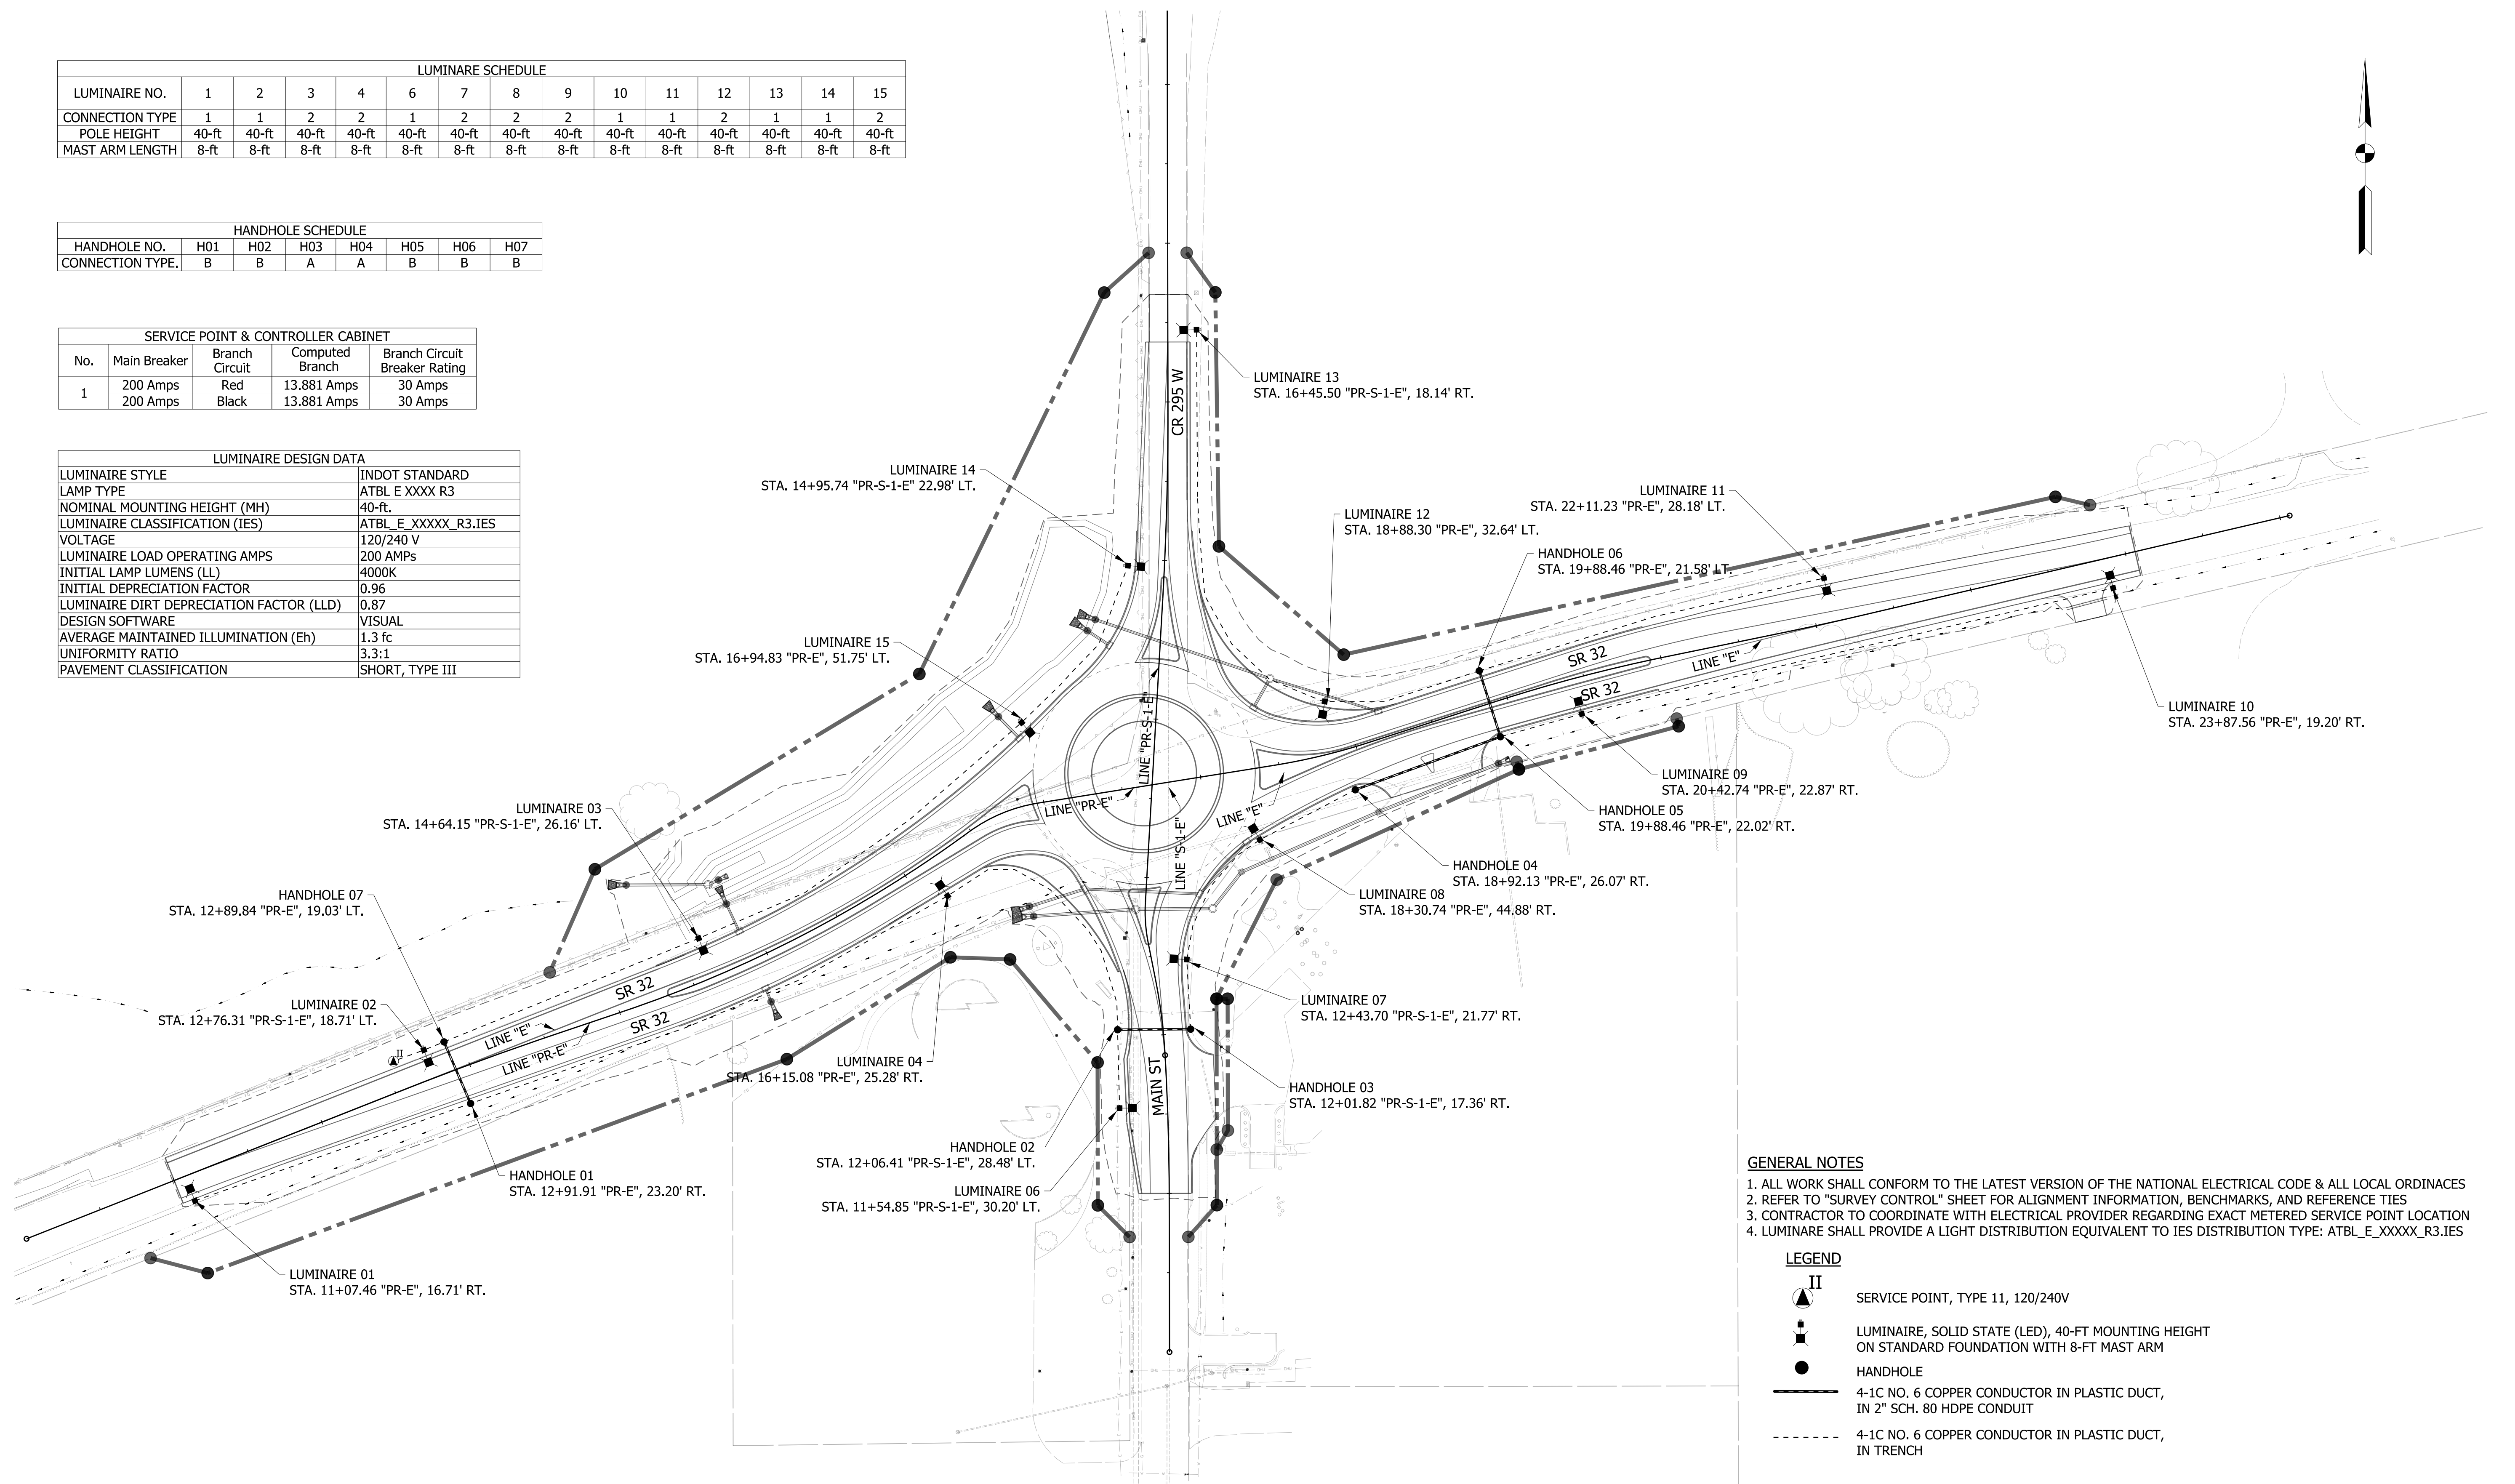 LUMINARE SCHEDULE
LUMINAIRE NO. 1 2 3 4 6 7 8 9 10 11 12 13 14 15
CONNECTION TYPE 1 1 2 2 1 2 2 2 1 1 2 1 1 2
POLE HEIGHT 40-ft 40-ft 40-ft 40-ft 40-ft 40-ft 40-ft 40-ft 40-ft 40-ft 40-ft 40-ft 40-ft 40-ft
MAST ARM LENGTH 8-ft 8-ft 8-ft 8-ft 8-ft 8-ft 8-ft 8-ft 8-ft 8-ft 8-ft 8-ft 8-ft 8-ft
HANDHOLE SCHEDULE
HANDHOLE NO. H01 H02 H03 H04 H05 H06 H07
CONNECTION TYPE. B B A A B B B
SERVICE POINT & CONTROLLER CABINET
No. Main Breaker Branch Circuit Computed Branch Branch Circuit Breaker Rating
1 200 Amps Red 13.881 Amps 30 Amps
200 Amps Black 13.881 Amps 30 Amps
LUMINAIRE DESIGN DATA
LUMINAIRE STYLE INDOT STANDARD
LAMP TYPE ATBL E XXXX R3
NOMINAL MOUNTING HEIGHT (MH) 40-ft.
LUMINAIRE CLASSIFICATION (IES) ATBL_E_XXXXX_R3.IES
VOLTAGE 120/240 V
LUMINAIRE LOAD OPERATING AMPS 200 AMPs
INITIAL LAMP LUMENS (LL) 4000K
INITIAL DEPRECIATION FACTOR 0.96
LUMINAIRE DIRT DEPRECIATION FACTOR (LLD) 0.87
DESIGN SOFTWARE VISUAL
AVERAGE MAINTAINED ILLUMINATION (Eh) 1.3 fc
UNIFORMITY RATIO 3.3:1
PAVEMENT CLASSIFICATION SHORT, TYPE III
CR 295 W
LUMINAIRE 13
STA. 16+45.50 "PR-S-1-E", 18.14' RT.
LUMINAIRE 14
STA. 14+95.74 "PR-S-1-E" 22.98' LT.
LUMINAIRE 11
STA. 22+11.23 "PR-E", 28.18' LT.
LUMINAIRE 12
STA. 18+88.30 "PR-E", 32.64' LT.
HANDHOLE 06
STA. 19+88.46 "PR-E", 21.58' LT.
LUMINAIRE 15
STA. 16+94.83 "PR-E", 51.75' LT.
SR 32
LINE "E"
SR 32
LINE "PR-S-1-E"
LUMINAIRE 10
STA. 23+87.56 "PR-E", 19.20' RT.
LUMINAIRE 09
STA. 20+42.74 "PR-E", 22.87' RT.
LUMINAIRE 03
STA. 14+64.15 "PR-S-1-E", 26.16' LT.
LINE "PR-E"
LINE "E"
LINE "S-1-E"
HANDHOLE 05
STA. 19+88.46 "PR-E", 22.02' RT.
HANDHOLE 04
STA. 18+92.13 "PR-E", 26.07' RT.
HANDHOLE 07
STA. 12+89.84 "PR-E", 19.03' LT.
LUMINAIRE 08
STA. 18+30.74 "PR-E", 44.88' RT.
LUMINAIRE 02
STA. 12+76.31 "PR-S-1-E", 18.71' LT.
II
SR 32
SR 32
LINE "E"
LINE "PR-E"
LUMINAIRE 07
STA. 12+43.70 "PR-S-1-E", 21.77' RT.
LUMINAIRE 04
STA. 16+15.08 "PR-E", 25.28' RT.
MAIN ST
HANDHOLE 03
STA. 12+01.82 "PR-S-1-E", 17.36' RT.
HANDHOLE 02
STA. 12+06.41 "PR-S-1-E", 28.48' LT.
HANDHOLE 01
STA. 12+91.91 "PR-E", 23.20' RT.
LUMINAIRE 06
STA. 11+54.85 "PR-S-1-E", 30.20' LT.
LUMINAIRE 01
STA. 11+07.46 "PR-E", 16.71' RT.
GENERAL NOTES
1. ALL WORK SHALL CONFORM TO THE LATEST VERSION OF THE NATIONAL ELECTRICAL CODE & ALL LOCAL ORDINACES
2. REFER TO "SURVEY CONTROL" SHEET FOR ALIGNMENT INFORMATION, BENCHMARKS, AND REFERENCE TIES
3. CONTRACTOR TO COORDINATE WITH ELECTRICAL PROVIDER REGARDING EXACT METERED SERVICE POINT LOCATION
4. LUMINARE SHALL PROVIDE A LIGHT DISTRIBUTION EQUIVALENT TO IES DISTRIBUTION TYPE: ATBL_E_XXXXX_R3.IES
LEGEND
II
SERVICE POINT, TYPE 11, 120/240V
LUMINAIRE, SOLID STATE (LED), 40-FT MOUNTING HEIGHT
ON STANDARD FOUNDATION WITH 8-FT MAST ARM
HANDHOLE
4-1C NO. 6 COPPER CONDUCTOR IN PLASTIC DUCT,
IN 2" SCH. 80 HDPE CONDUIT
4-1C NO. 6 COPPER CONDUCTOR IN PLASTIC DUCT,
IN TRENCH